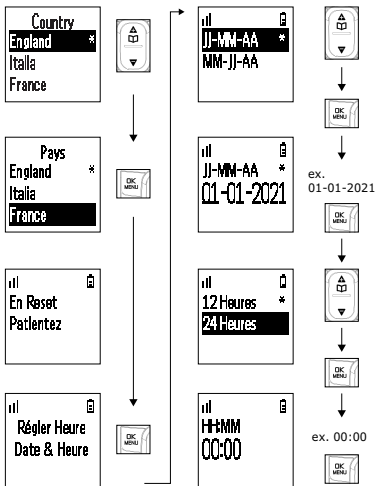 Country
England *
Italia
France
OK
MENU
Pays
England *
Italia
France
OK
MENU
En Reset
Patientez
Régler Heure
Date & Heure
OK
MENU
JJ-MM-AA *
MM-JJ-AA
OK
MENU
JJ-MM-AA *
01-01-2021
ex.
01-01-2021
OK
MENU
12 Heures *
24 Heures
OK
MENU
HH:MM
00:00
ex. 00:00
OK
MENU